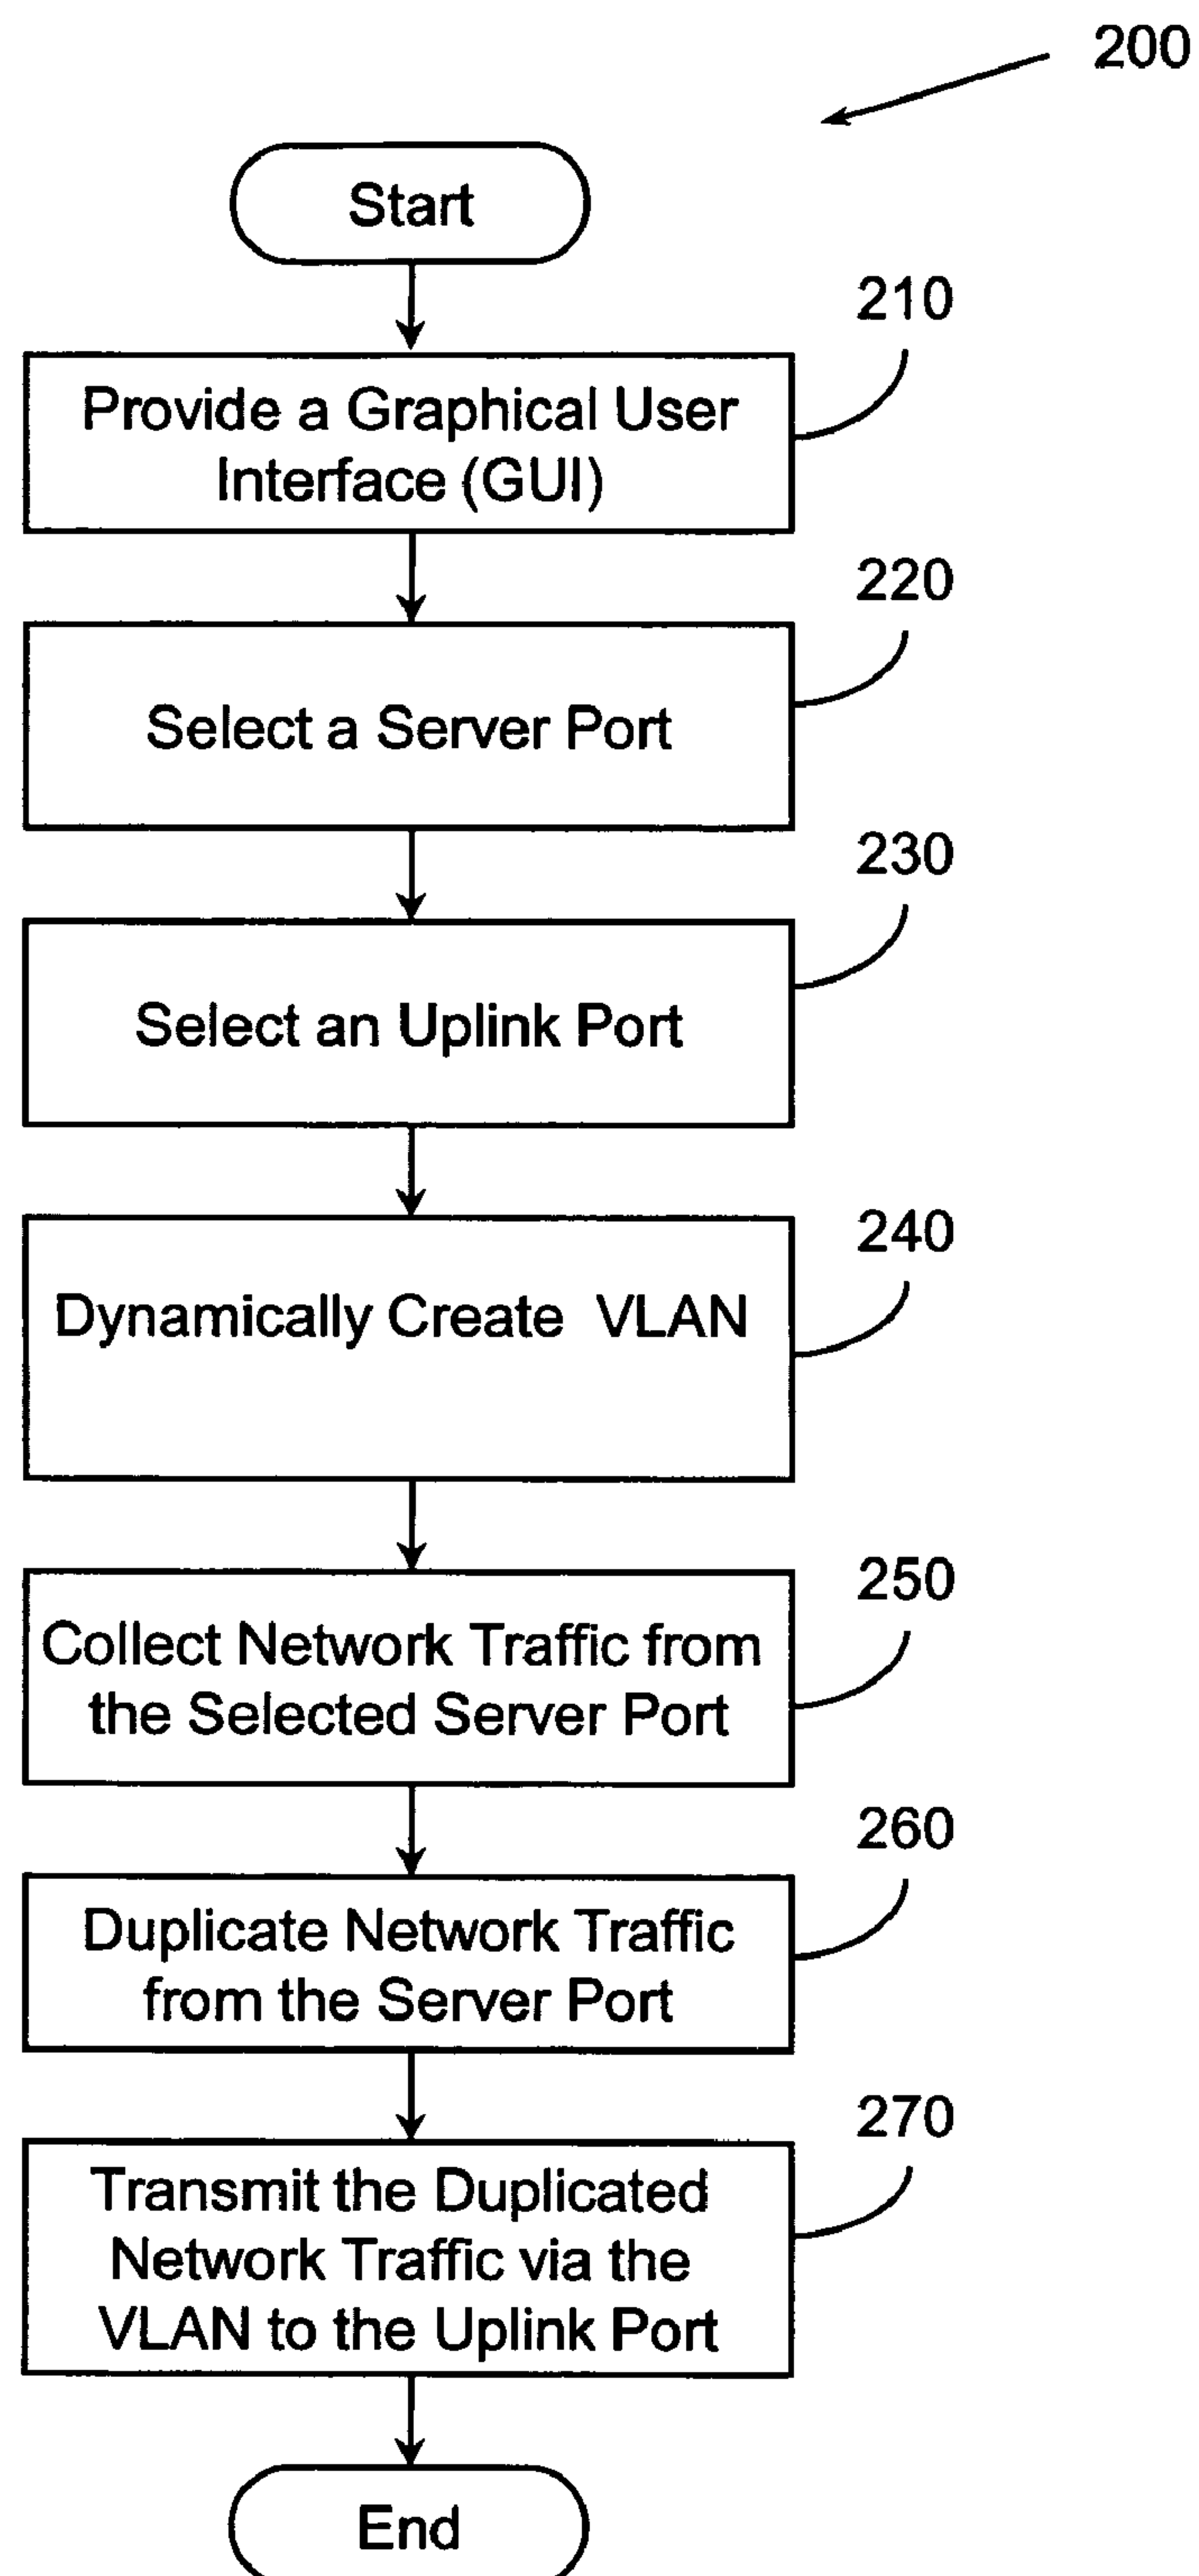 200
Start
210
Provide a Graphical User
Interface (GUI)
220
Select a Server Port
230
Select an Uplink Port
240
Dynamically Create VLAN
250
Collect Network Traffic from
the Selected Server Port
260
Duplicate Network Traffic
from the Server Port
270
Transmit the Duplicated
Network Traffic via the
VLAN to the Uplink Port
End